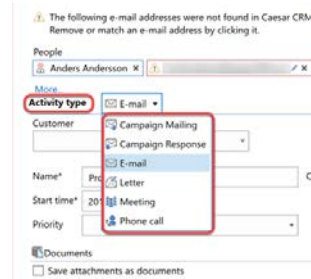 The following e-mail addresses were not found in Caesar CRM
Remove or match an e-mail address by clicking it.
People
Anders Andersson
More...
Activity type
E-mail
Customer
Campaign Mailing
Campaign Response
E-mail
Letter
Meeting
Phone call
Name* Pro
Start time* 201
Priority
Documents
Save attachments as documents